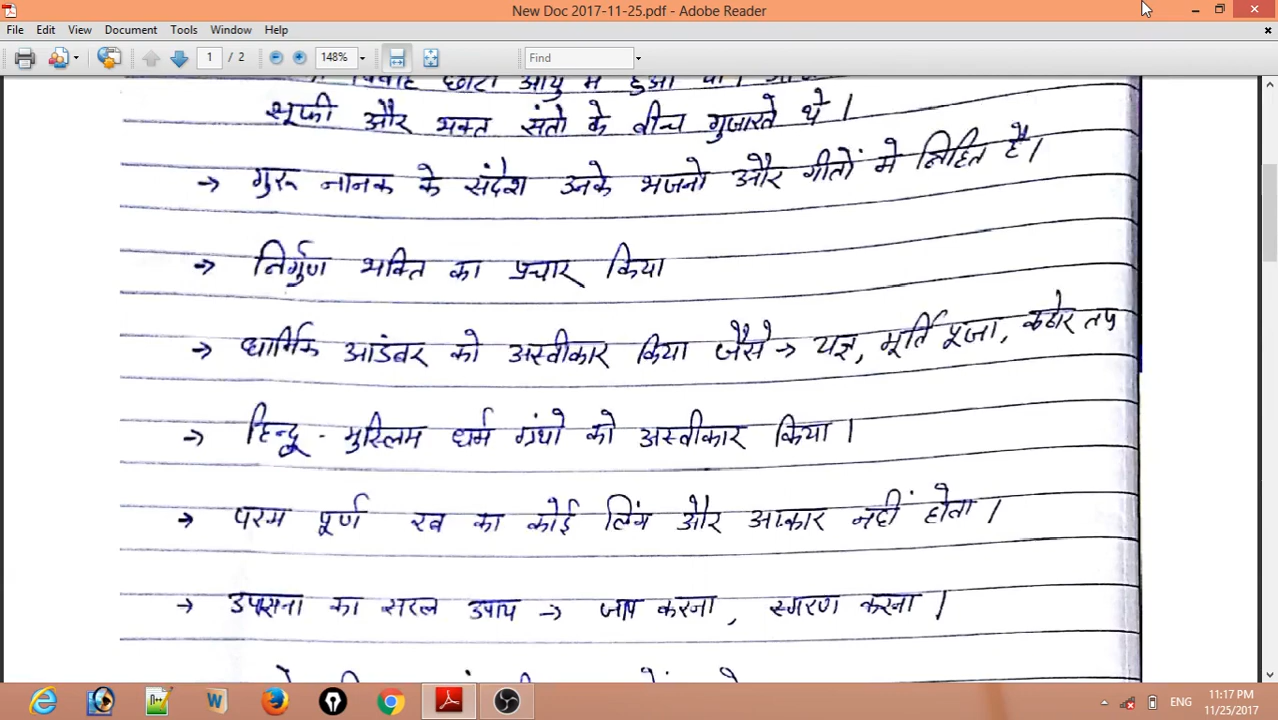 New Doc 2017-11-25.pdf - Adobe Reader
File Edit View Document Tools Window Help
1 / 2 148% Find
विवाह छोटी आयु मे हुआ था।
सूफी और भक्त संतो के बीच गुजारते थे।
→ गुरू नानक के संदेश उनके भजनो और गीतों मे निहित है।
→ निर्गुण भक्ति का प्रचार किया
→ धार्मिक आडंबर को अस्वीकार किया जैसे → यज्ञ, मूर्ति पूजा, कठोर तप
→ हिन्दू - मुस्लिम धर्म ग्रंथो को अस्वीकार किया।
→ परम पूर्ण रब का कोई लिंग और आकार नहीं होता।
→ उपासना का सरल उपाय → जाप करना, स्मरण करना।
ENG 11:17 PM
11/25/2017